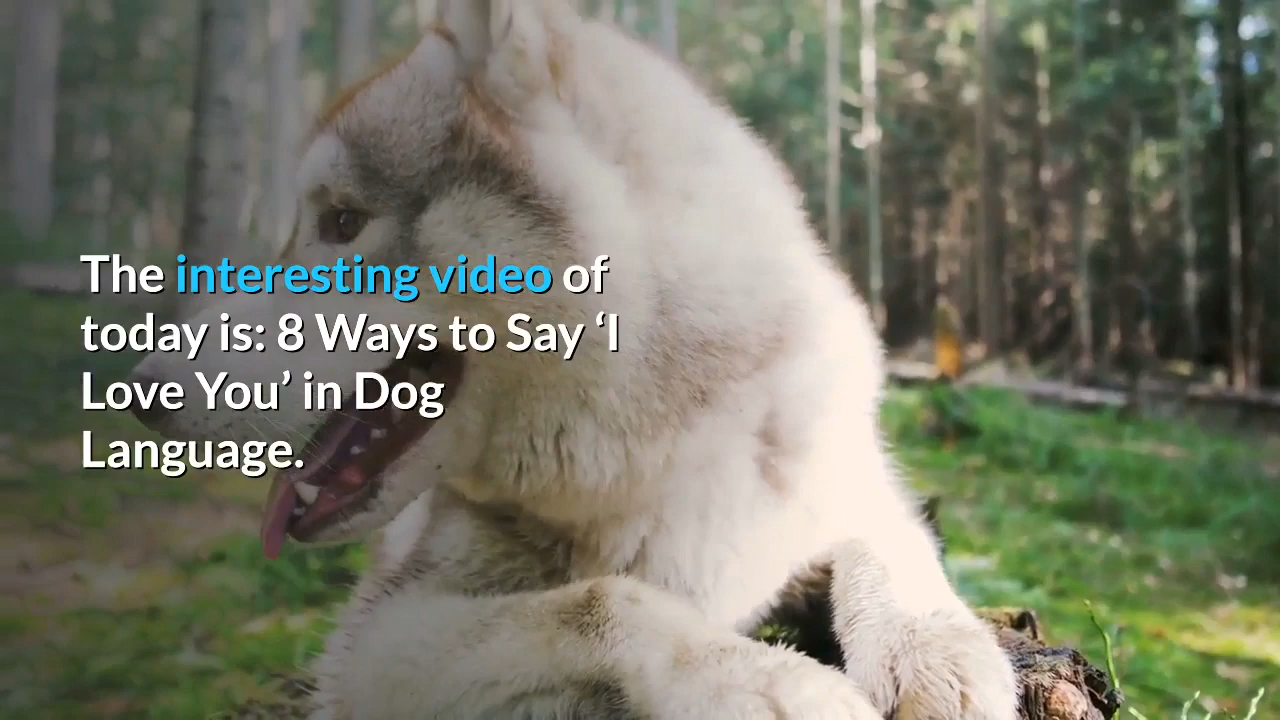 The interesting video of
today is: 8 Ways to Say ‘I
Love You’ in Dog
Language.